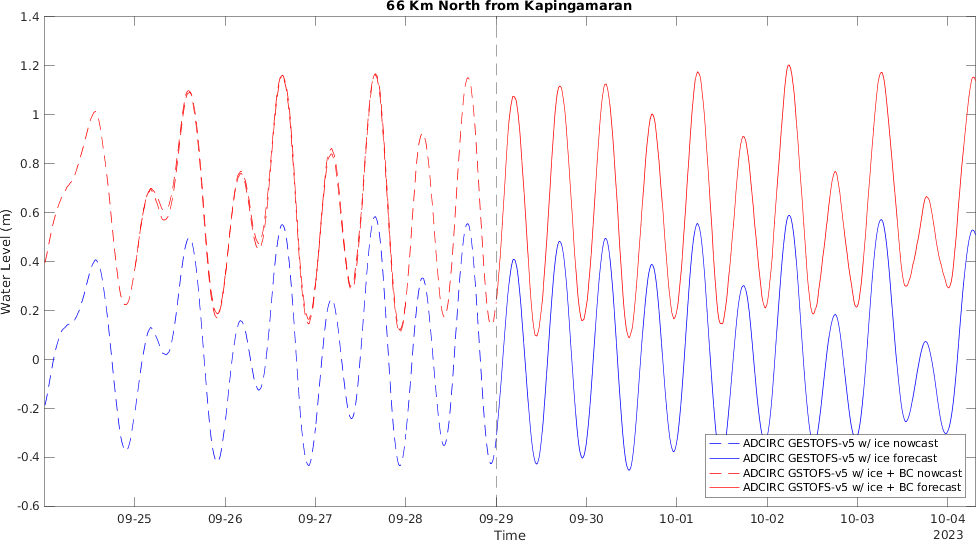 66 Km North from Kapingamaran
Water Level (m)
1.4
1.2
1
0.8
0.6
0.4
0.2
0
-0.2
-0.4
-0.6
ADCIRC GESTOFS-v5 w/ ice nowcast
ADCIRC GESTOFS-v5 w/ ice forecast
ADCIRC GSTOFS-v5 w/ ice + BC nowcast
ADCIRC GSTOFS-v5 w/ ice + BC forecast
09-25 09-26 09-27 09-28 09-29 09-30 10-01 10-02 10-03 10-04
Time
2023